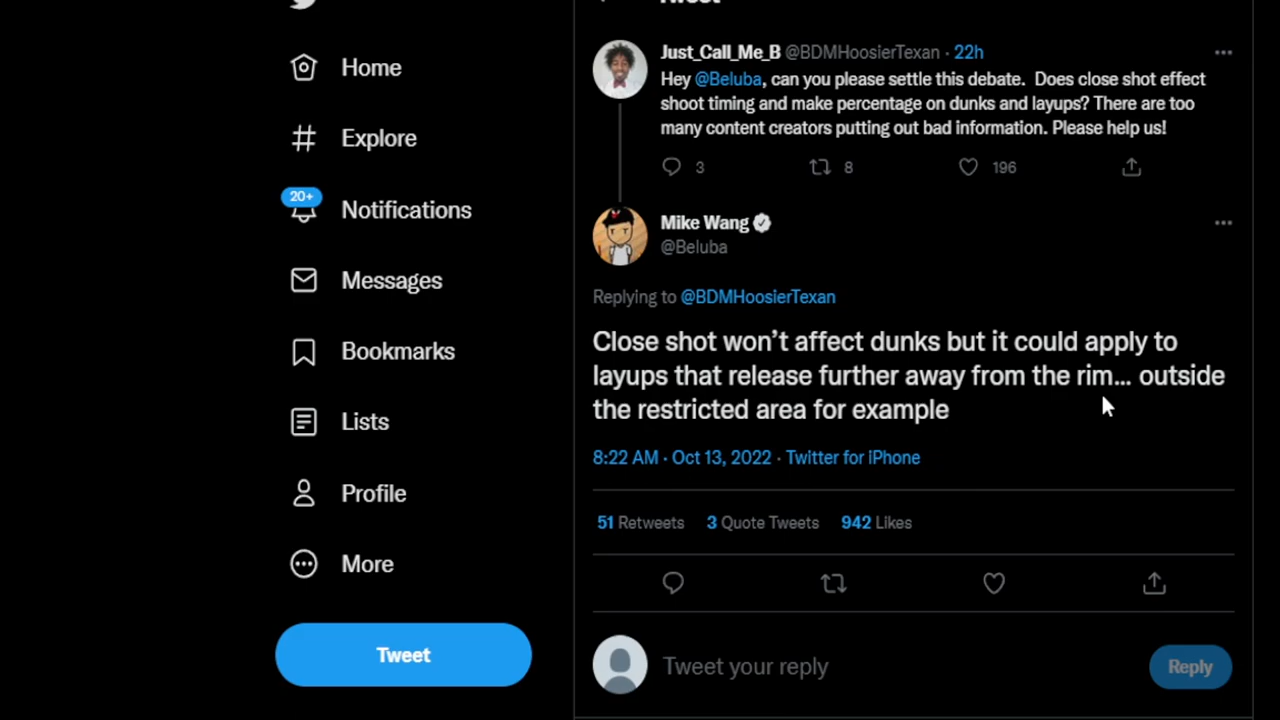 Tweet
Home
Explore
20+
Notifications
Messages
Bookmarks
Lists
Profile
More
Tweet
Just_Call_Me_B @BDMHoosierTexan · 22h
Hey @Beluba, can you please settle this debate. Does close shot effect
shoot timing and make percentage on dunks and layups? There are too
many content creators putting out bad information. Please help us!
3 8 196
Mike Wang
@Beluba
Replying to @BDMHoosierTexan
Close shot won’t affect dunks but it could apply to
layups that release further away from the rim... outside
the restricted area for example
8:22 AM · Oct 13, 2022 · Twitter for iPhone
51 Retweets 3 Quote Tweets 942 Likes
Tweet your reply
Reply